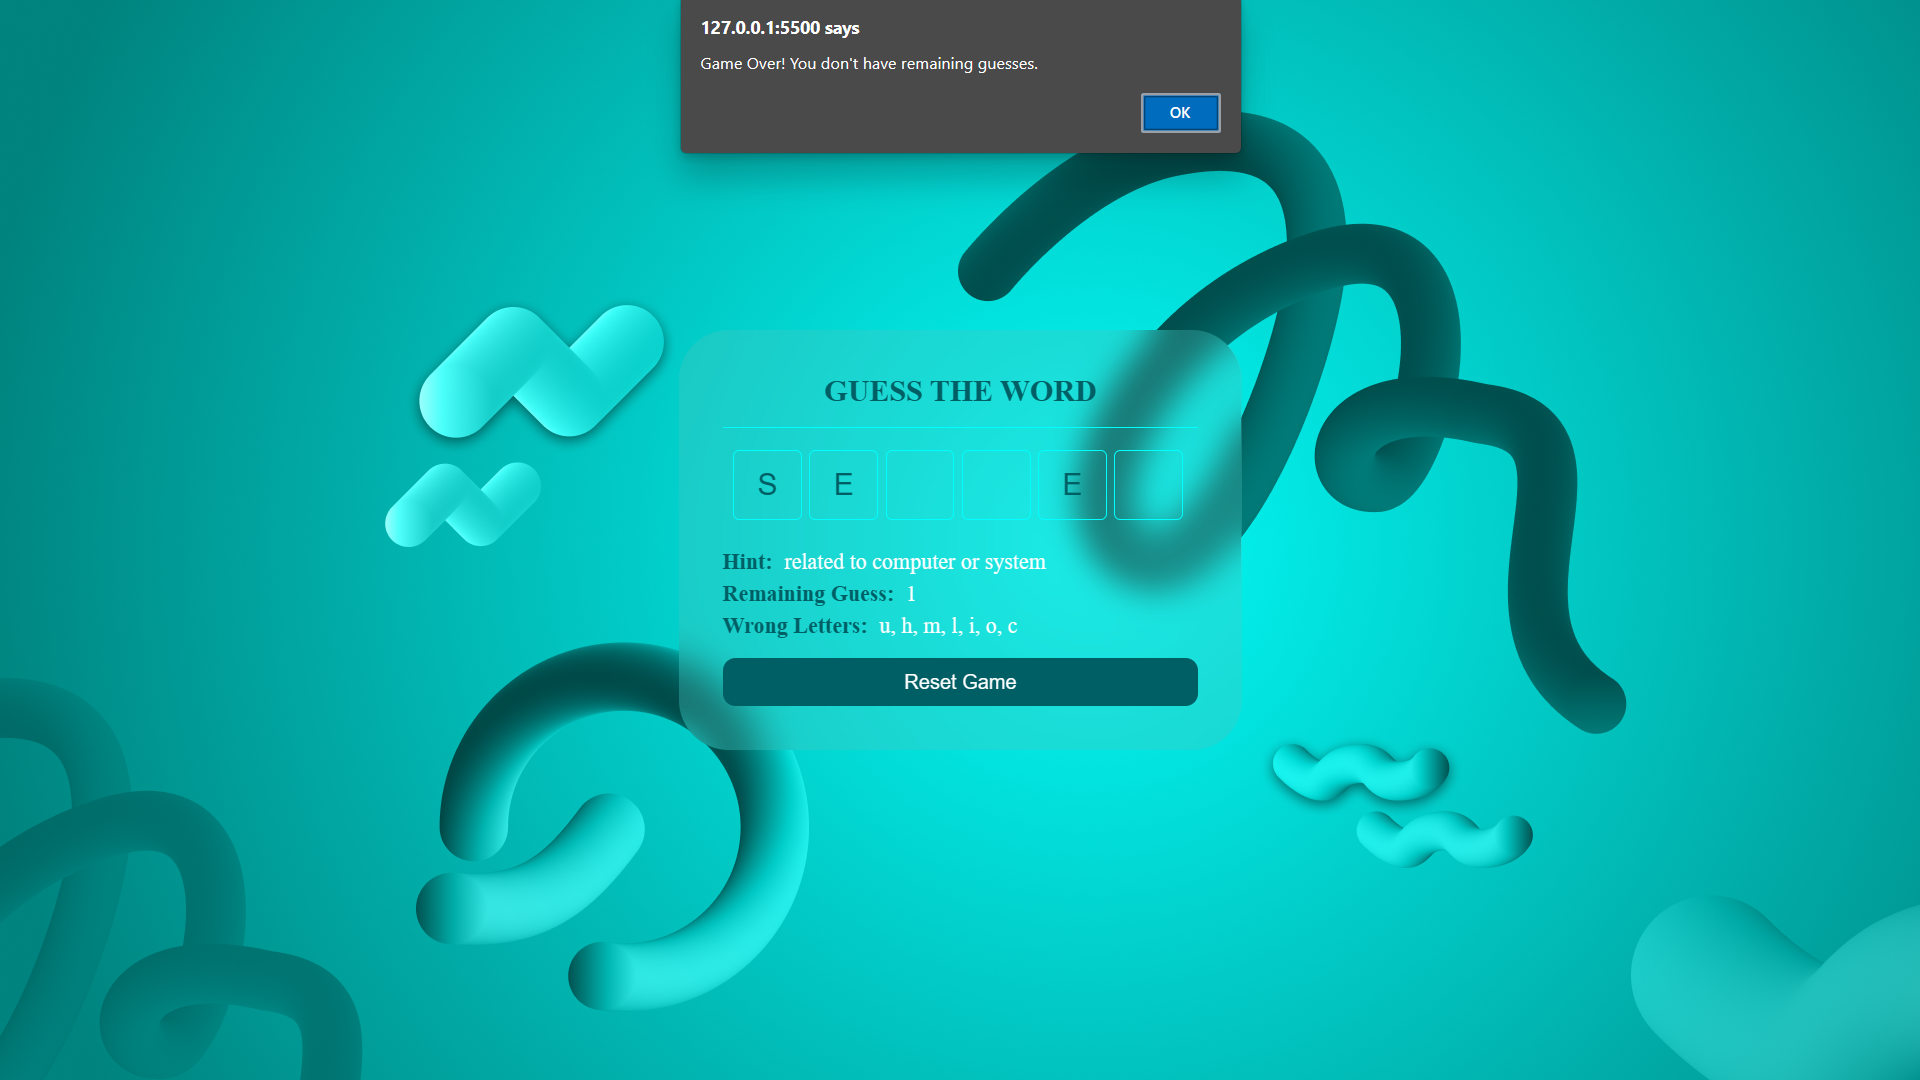 127.0.0.1:5500 says
Game Over! You don't have remaining guesses.
OK
GUESS THE WORD
S E E
Hint: related to computer or system
Remaining Guess: 1
Wrong Letters: u, h, m, l, i, o, c
Reset Game